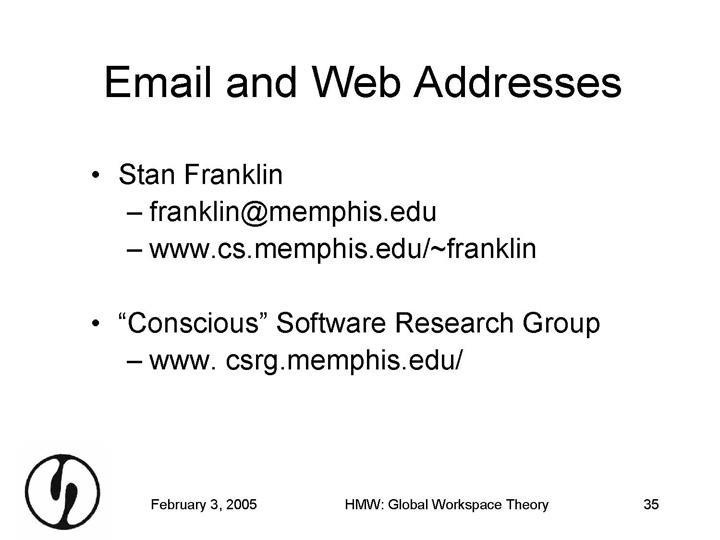 Email and Web Addresses
• Stan Franklin
– franklin@memphis.edu
– www.cs.memphis.edu/~franklin
• “Conscious” Software Research Group
– www. csrg.memphis.edu/
February 3, 2005 HMW: Global Workspace Theory 35